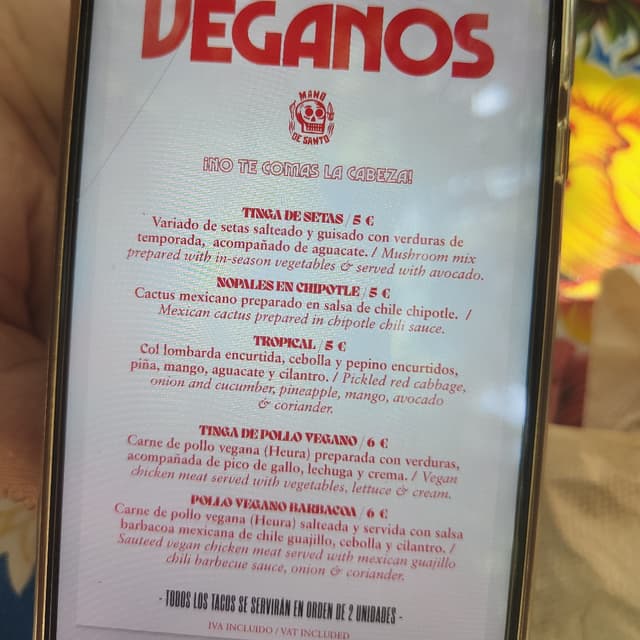 VEGANOS
MANO
DE SANTO
¡NO TE COMAS LA CABEZA!
TINGA DE SETAS / 5 €
Variado de setas salteado y guisado con verduras de
temporada, acompañado de aguacate. / Mushroom mix
prepared with in-season vegetables & served with avocado.
NOPALES EN CHIPOTLE / 5 €
Cactus mexicano preparado en salsa de chile chipotle. /
Mexican cactus prepared in chipotle chili sauce.
TROPICAL / 5 €
Col lombarda encurtida, cebolla y pepino encurtidos,
piña, mango, aguacate y cilantro. / Pickled red cabbage,
onion and cucumber, pineapple, mango, avocado
& coriander.
TINGA DE POLLO VEGANO / 6 €
Carne de pollo vegana (Heura) preparada con verduras,
acompañada de pico de gallo, lechuga y crema. / Vegan
chicken meat served with vegetables, lettuce & cream.
POLLO VEGANO BARBACOA / 6 €
Carne de pollo vegana (Heura) salteada y servida con salsa
barbacoa mexicana de chile guajillo, cebolla y cilantro. /
Sauteed vegan chicken meat served with mexican guajillo
chili barbecue sauce, onion & coriander.
- TODOS LOS TACOS SE SERVIRÁN EN ORDEN DE 2 UNIDADES -
IVA INCLUIDO / VAT INCLUDED